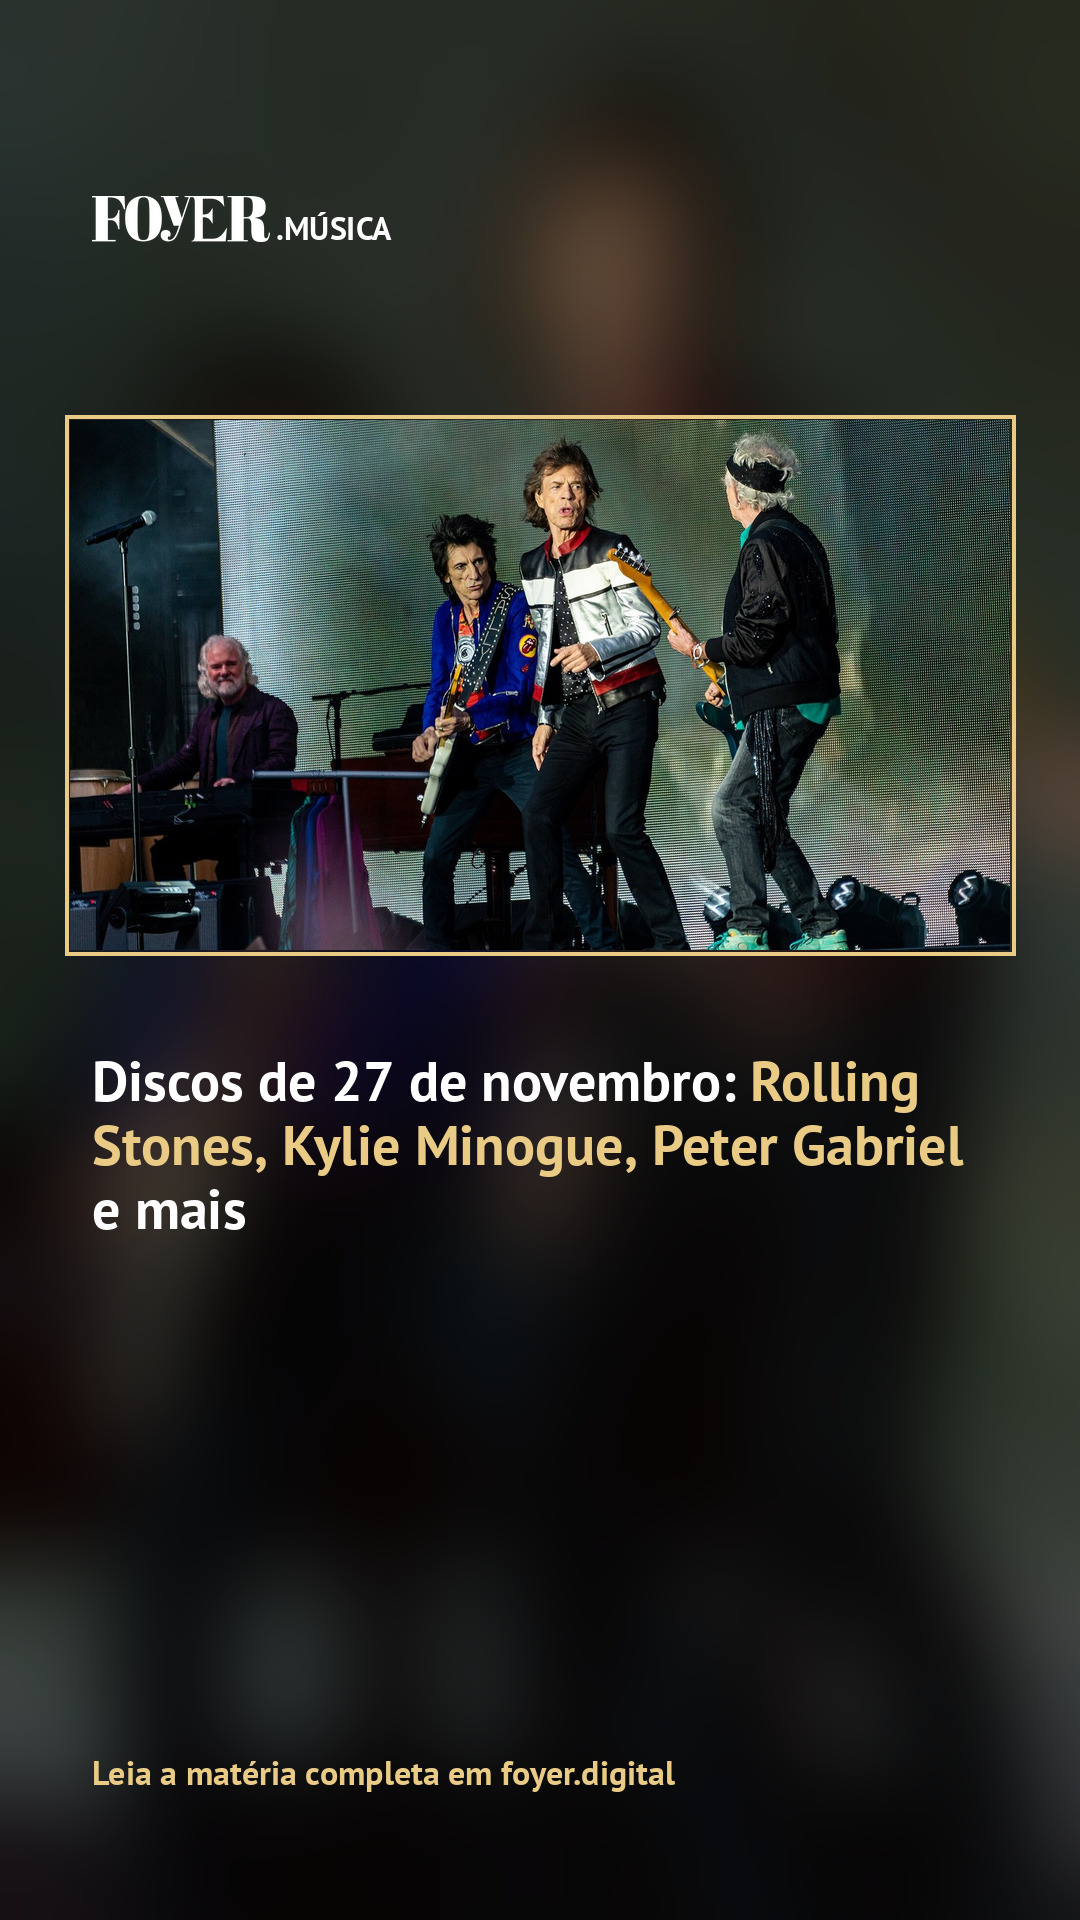 FOYER.MÚSICA
Discos de 27 de novembro: Rolling
Stones, Kylie Minogue, Peter Gabriel
e mais
Leia a matéria completa em foyer.digital